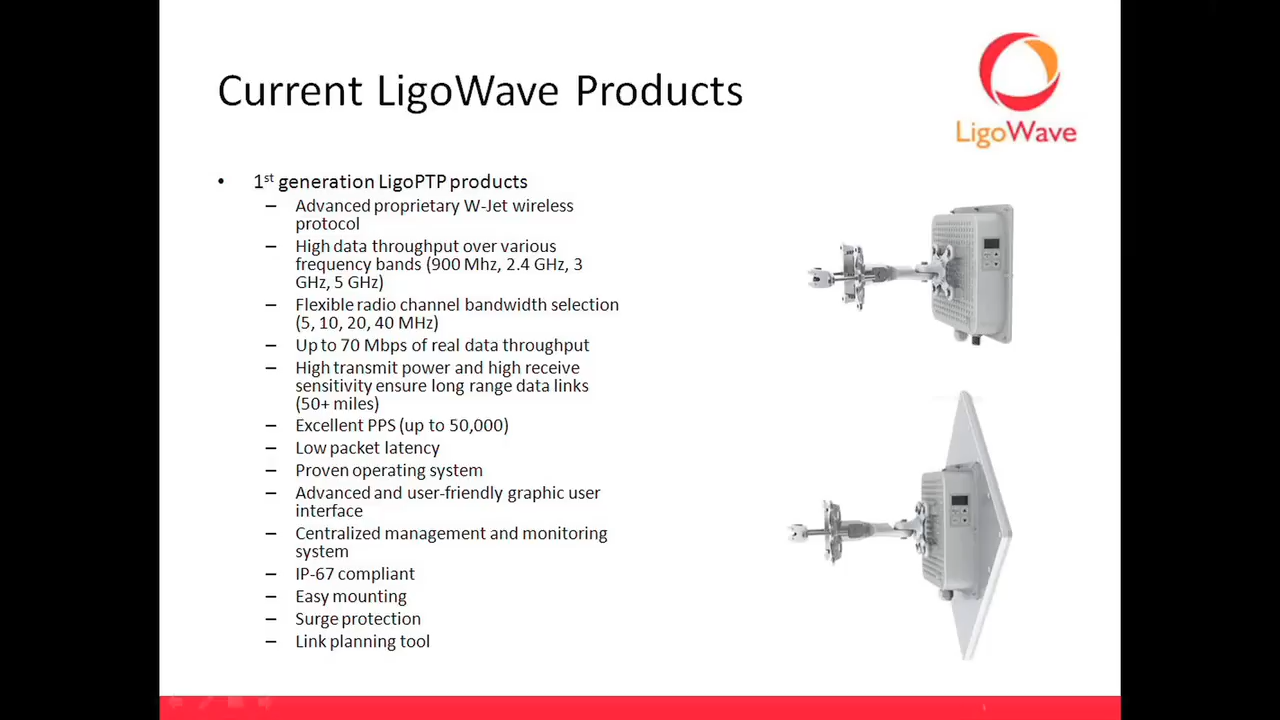 Current LigoWave Products
LigoWave
• 1st generation LigoPTP products
– Advanced proprietary W-Jet wireless
protocol
– High data throughput over various
frequency bands (900 Mhz, 2.4 GHz, 3
GHz, 5 GHz)
– Flexible radio channel bandwidth selection
(5, 10, 20, 40 MHz)
– Up to 70 Mbps of real data throughput
– High transmit power and high receive
sensitivity ensure long range data links
(50+ miles)
– Excellent PPS (up to 50,000)
– Low packet latency
– Proven operating system
– Advanced and user-friendly graphic user
interface
– Centralized management and monitoring
system
– IP-67 compliant
– Easy mounting
– Surge protection
– Link planning tool